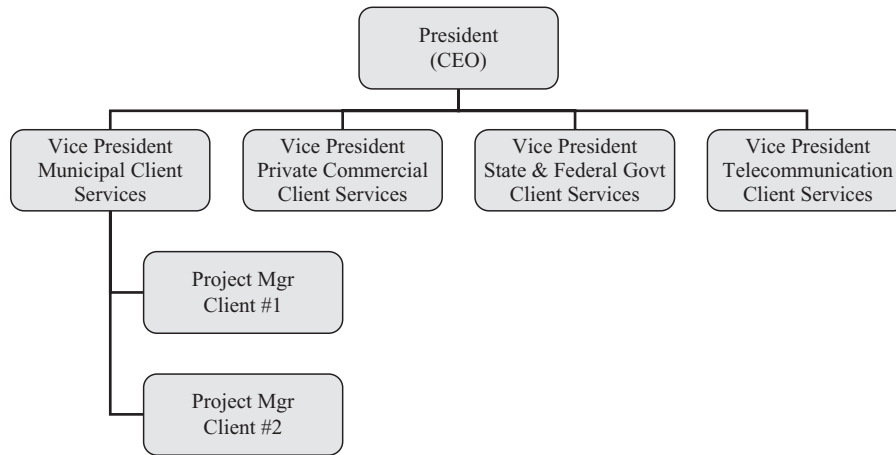 President
(CEO)
Vice President
Municipal Client
Services
Vice President
Private Commercial
Client Services
Vice President
State & Federal Govt
Client Services
Vice President
Telecommunication
Client Services
Project Mgr
Client #1
Project Mgr
Client #2